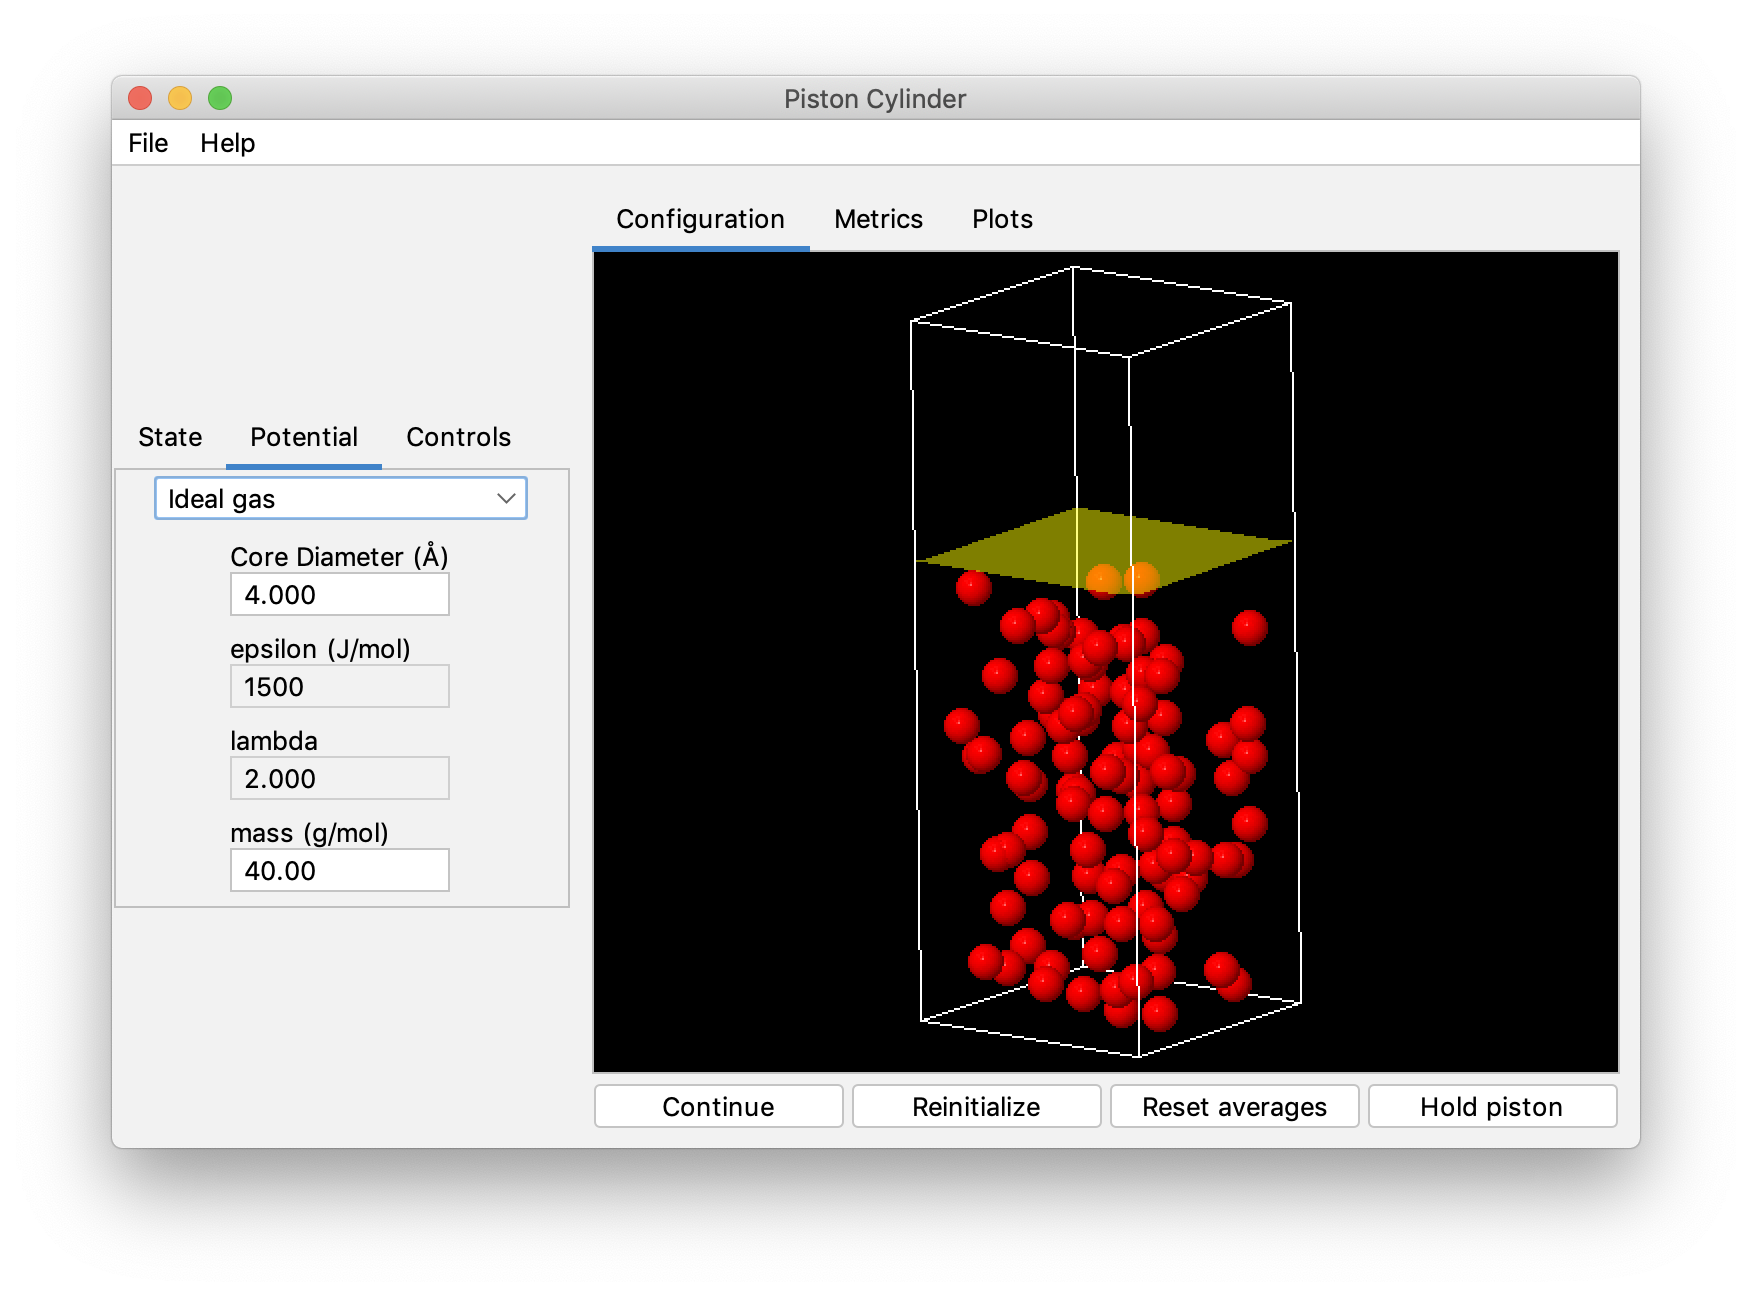 Piston Cylinder
File Help
Configuration Metrics Plots
State Potential Controls
Ideal gas
Core Diameter (Å)
4.000
epsilon (J/mol)
1500
lambda
2.000
mass (g/mol)
40.00
Continue Reinitialize Reset averages Hold piston